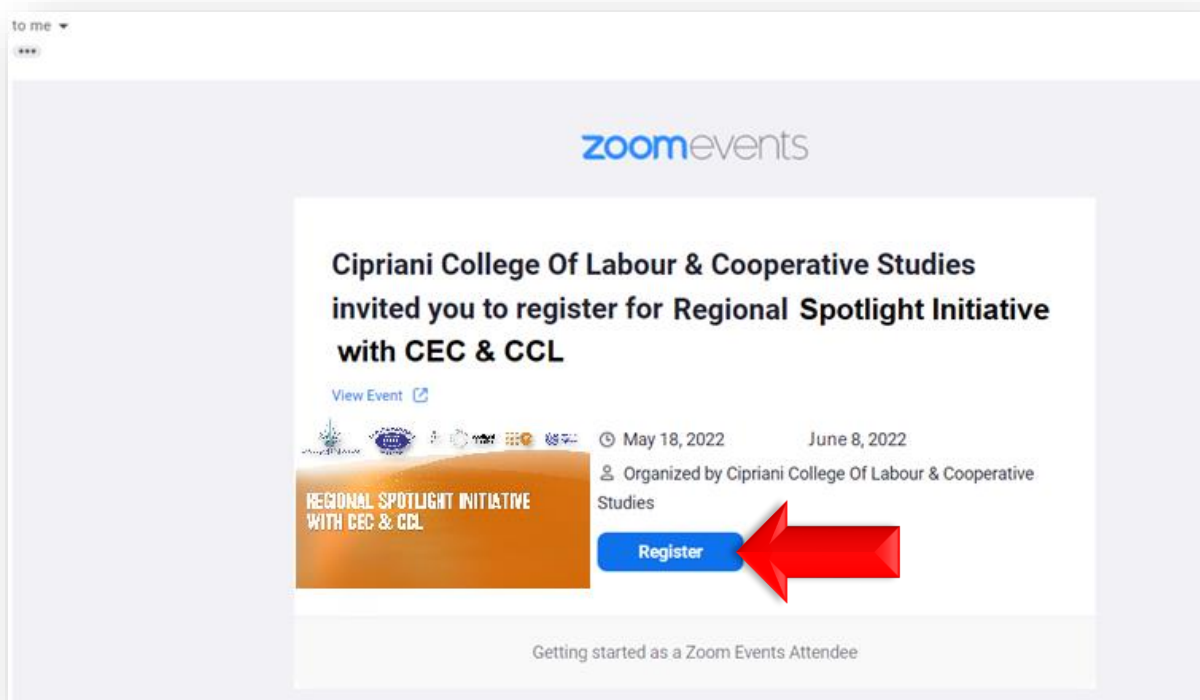 to me
zoomevents
Cipriani College Of Labour & Cooperative Studies
invited you to register for Regional Spotlight Initiative
with CEC & CCL
View Event
May 18, 2022 June 8, 2022
Organized by Cipriani College Of Labour & Cooperative
Studies
REGIONAL SPOTLIGHT INITIATIVE
WITH CEC & CCL
Register
Getting started as a Zoom Events Attendee